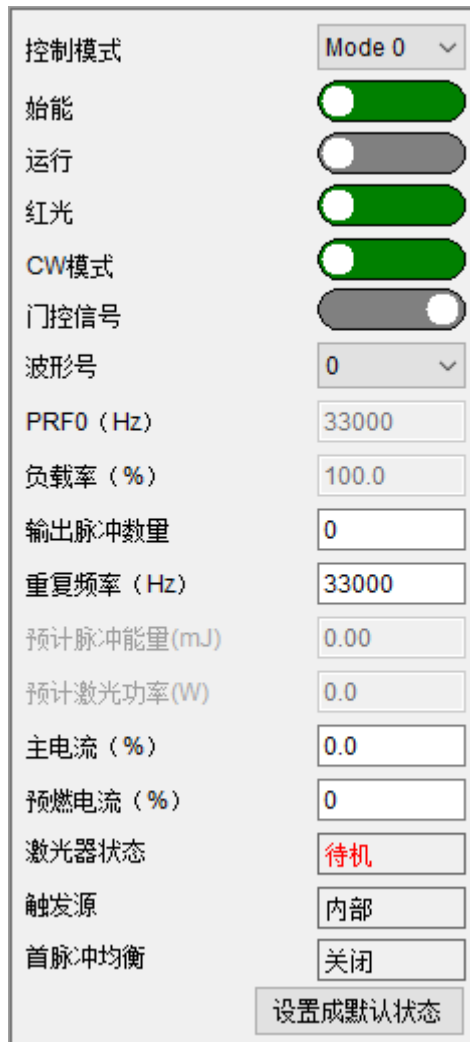 控制模式 Mode 0
始能
运行
红光
CW模式
门控信号
波形号 0
PRF0（Hz） 33000
负载率（%） 100.0
输出脉冲数量 0
重复频率（Hz） 33000
预计脉冲能量(mJ) 0.00
预计激光功率(W) 0.0
主电流（%） 0.0
预燃电流（%） 0
激光器状态 待机
触发源 内部
首脉冲均衡 关闭
设置成默认状态